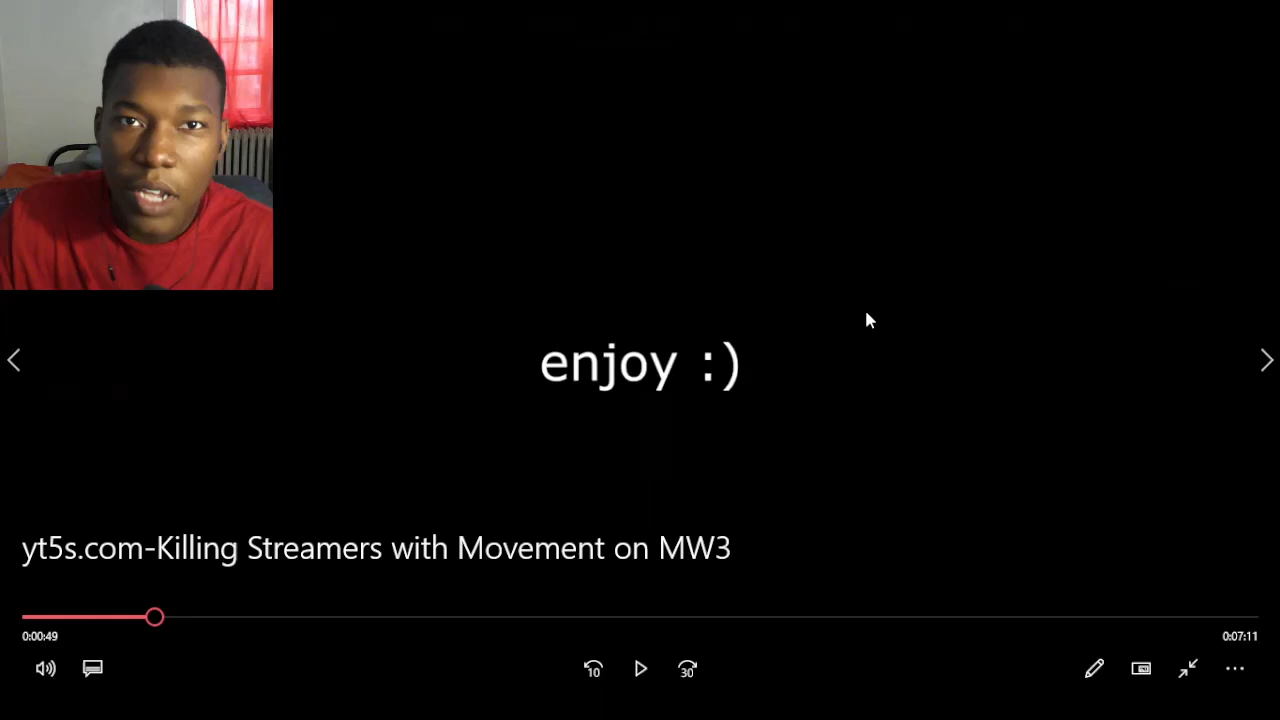 enjoy :)
yt5s.com-Killing Streamers with Movement on MW3
0:00:49
0:07:11
10
30